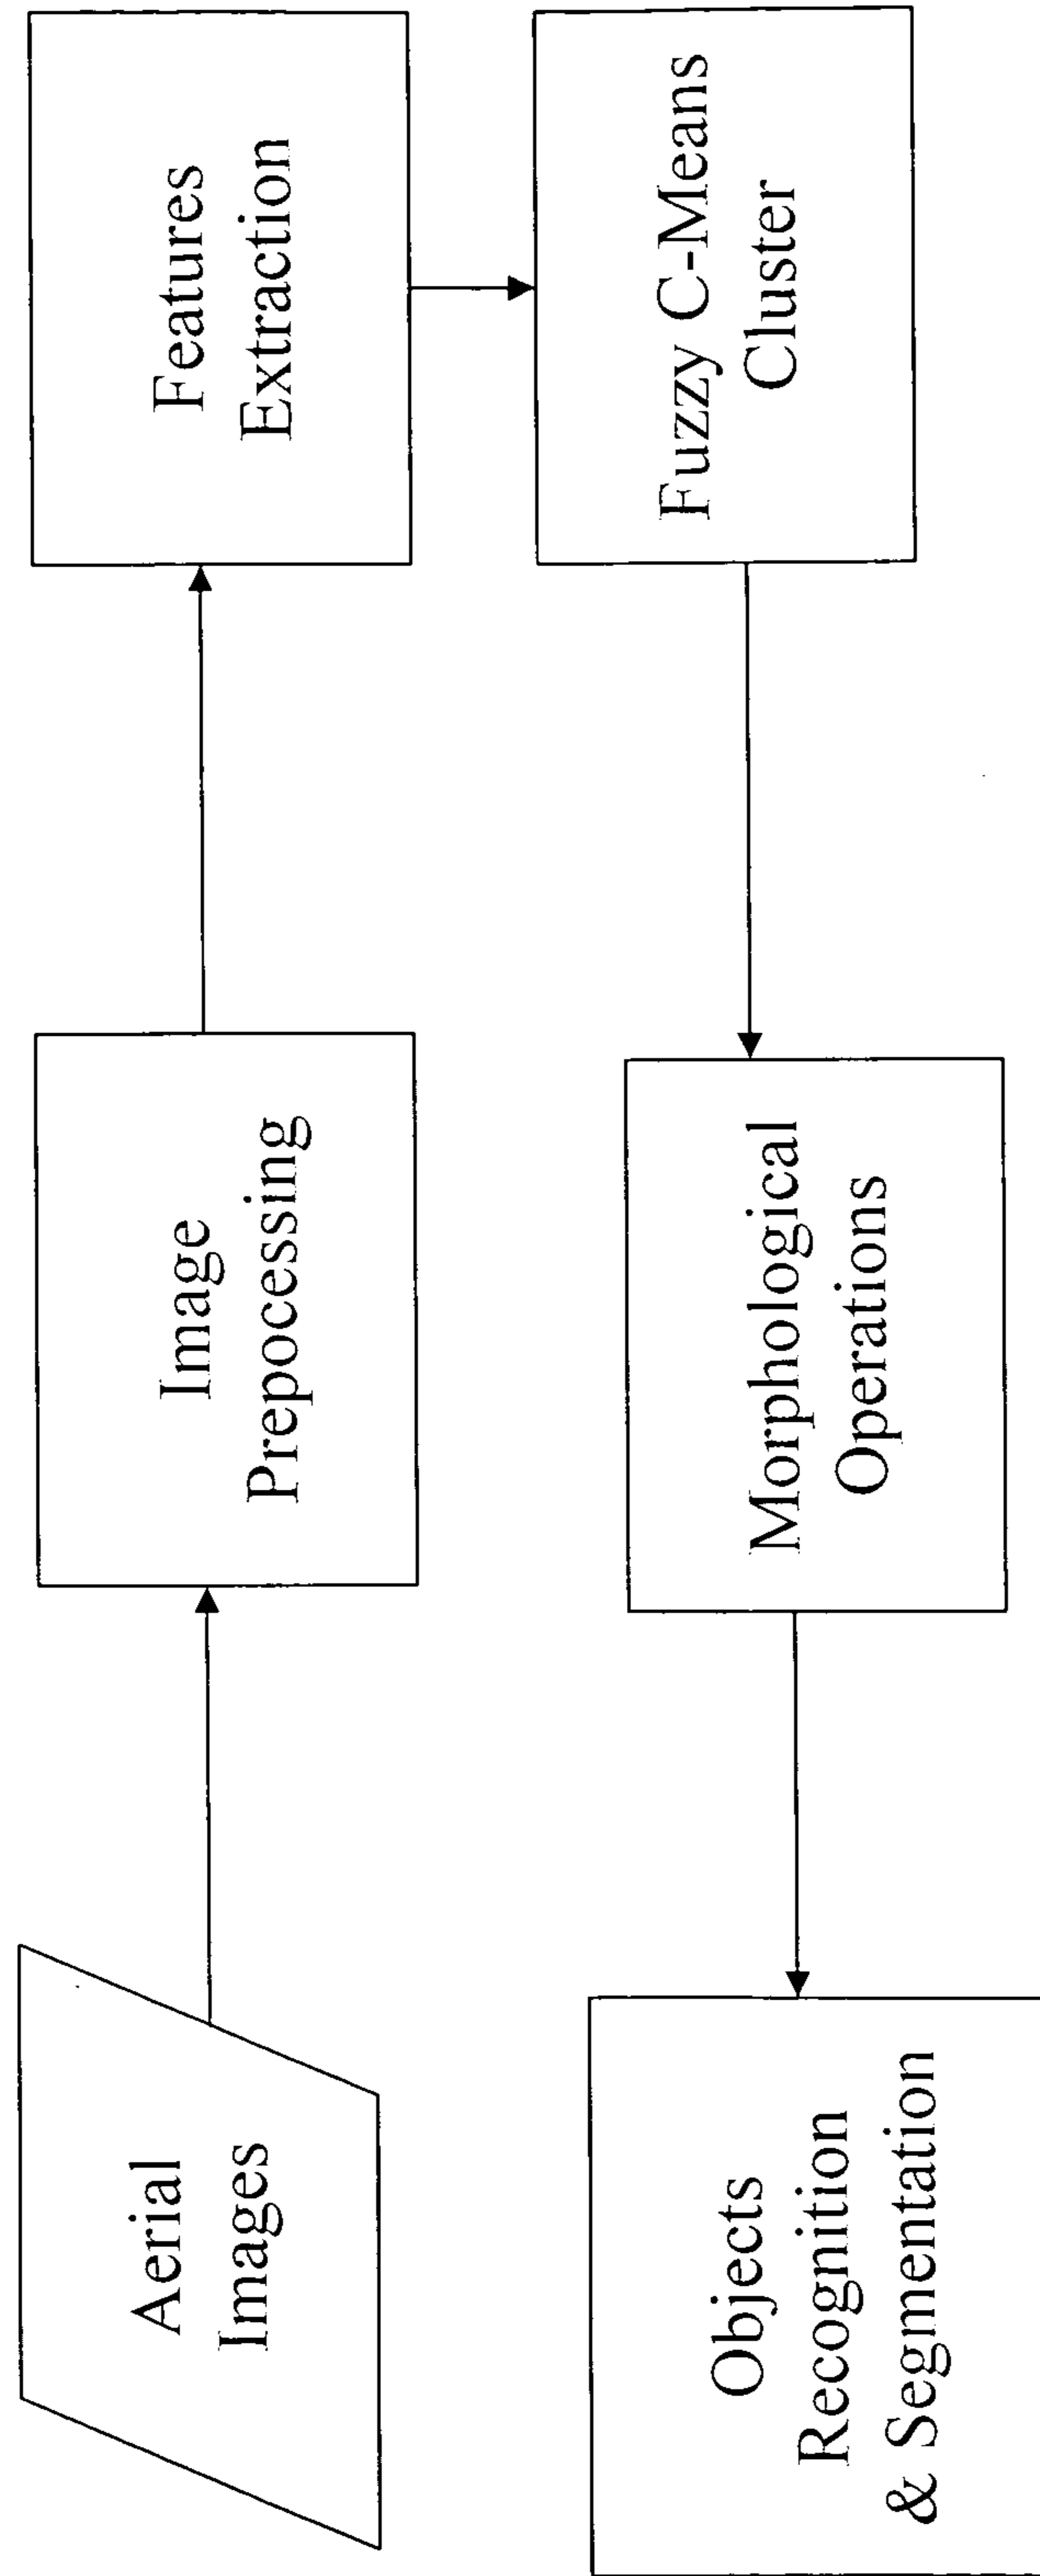 Aerial
Images
Image
Prepocessing
Features
Extraction
Fuzzy C-Means
Cluster
Morphological
Operations
Objects
Recognition
& Segmentation